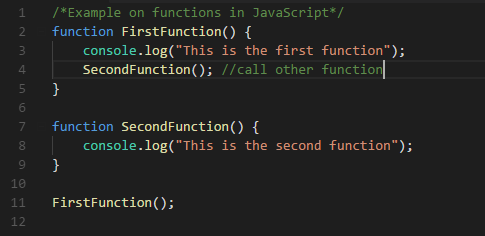 1 /*Example on functions in JavaScript*/
2 function FirstFunction() {
3     console.log("This is the first function");
4     SecondFunction(); //call other function
5 }
6
7 function SecondFunction() {
8     console.log("This is the second function");
9 }
10
11 FirstFunction();
12